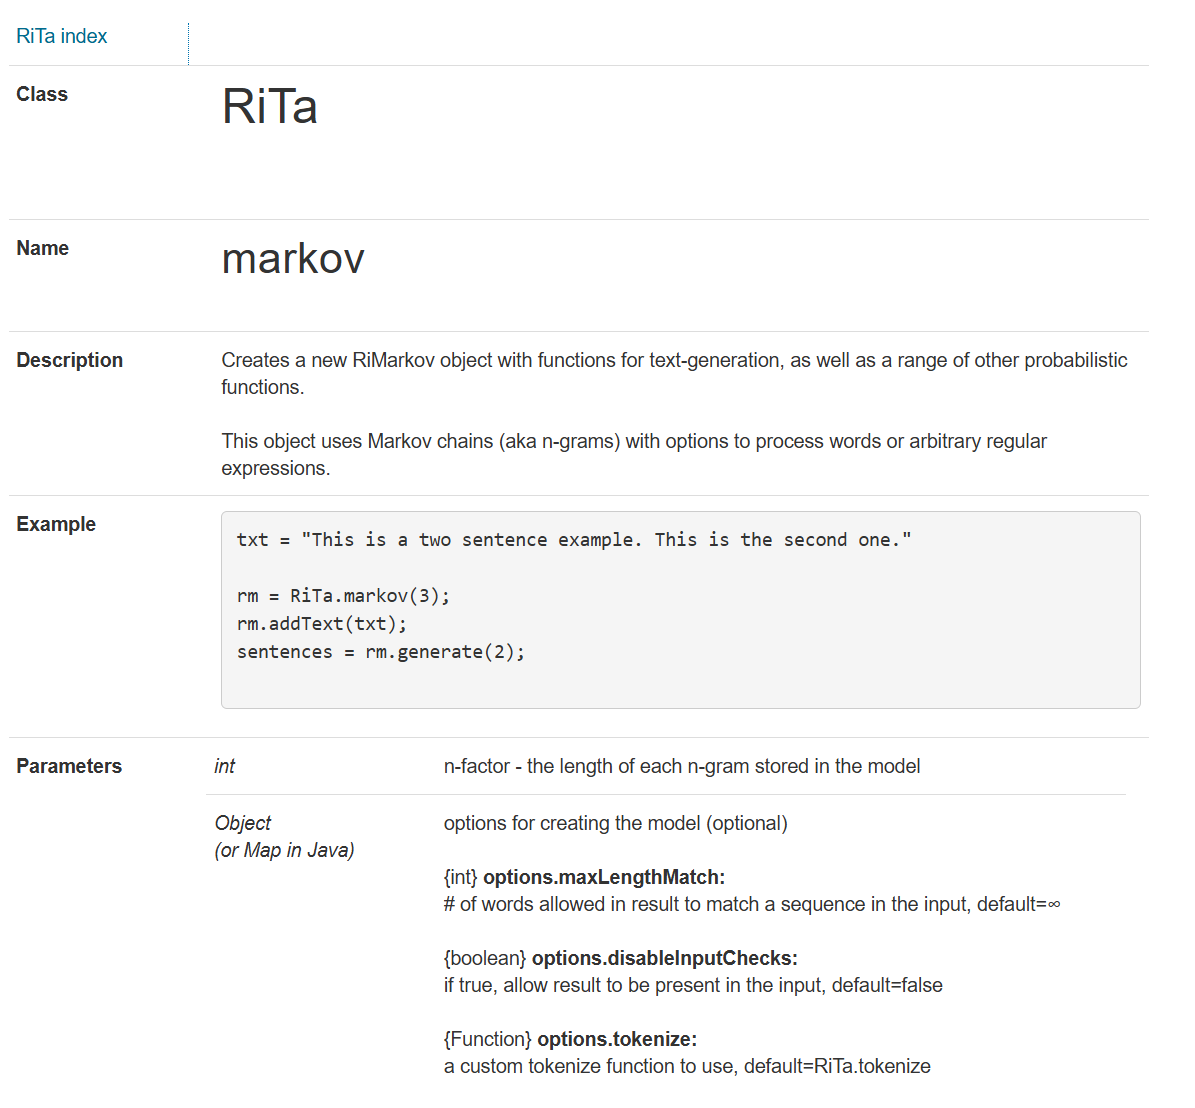 RiTa index
Class
RiTa
Name
markov
Description
Creates a new RiMarkov object with functions for text-generation, as well as a range of other probabilistic
functions.
This object uses Markov chains (aka n-grams) with options to process words or arbitrary regular
expressions.
Example
txt = "This is a two sentence example. This is the second one."
rm = RiTa.markov(3);
rm.addText(txt);
sentences = rm.generate(2);
Parameters
int
n-factor - the length of each n-gram stored in the model
Object
(or Map in Java)
options for creating the model (optional)
{int} options.maxLengthMatch:
# of words allowed in result to match a sequence in the input, default=∞
{boolean} options.disableInputChecks:
if true, allow result to be present in the input, default=false
{Function} options.tokenize:
a custom tokenize function to use, default=RiTa.tokenize